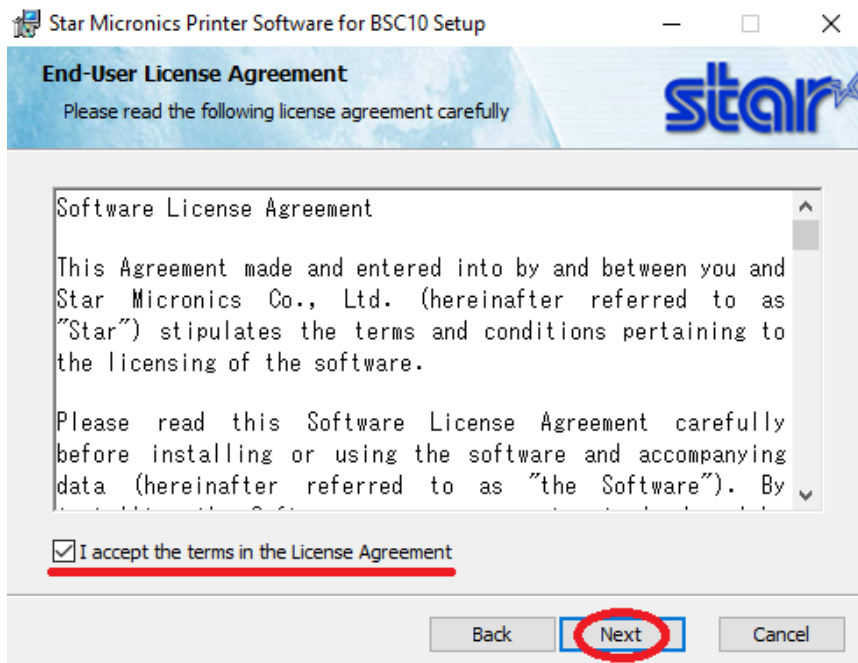 Star Micronics Printer Software for BSC10 Setup
End-User License Agreement
Please read the following license agreement carefully
star
Software License Agreement
This Agreement made and entered into by and between you and
Star Micronics Co., Ltd. (hereinafter referred to as
"Star") stipulates the terms and conditions pertaining to
the licensing of the software.
Please read this Software License Agreement carefully
before installing or using the software and accompanying
data (hereinafter referred to as "the Software"). By
I accept the terms in the License Agreement
Back Next Cancel